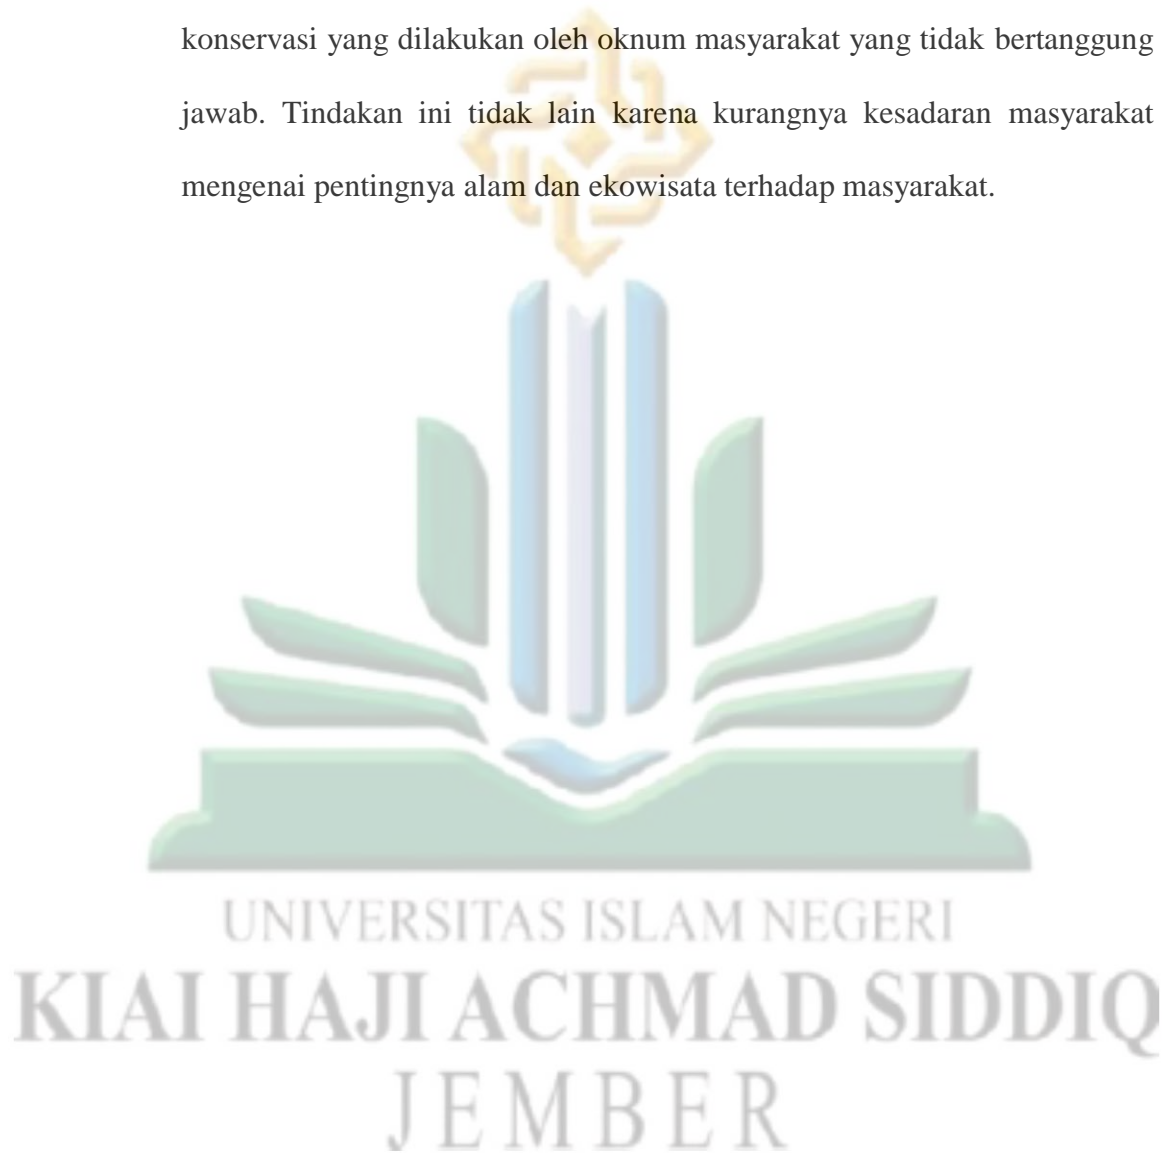 konservasi yang dilakukan oleh oknum masyarakat yang tidak bertanggung
jawab. Tindakan ini tidak lain karena kurangnya kesadaran masyarakat
mengenai pentingnya alam dan ekowisata terhadap masyarakat.
UNIVERSITAS ISLAM NEGERI
KIAI HAJI ACHMAD SIDDIQ
JEMBER